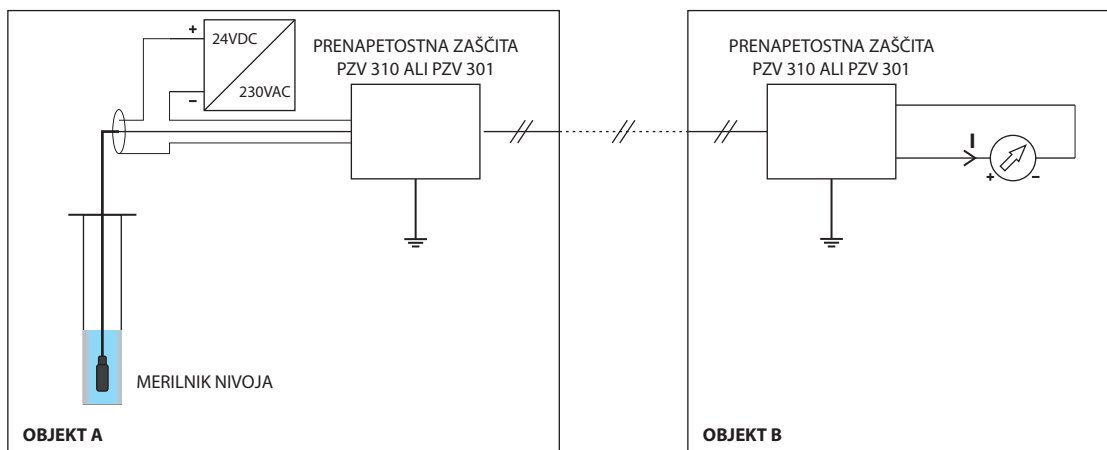 +
24VDC
–
230VAC
PRENAPETOSTNA ZAŠČITA
PZV 310 ALI PZV 301
MERILNIK NIVOJA
OBJEKT A
PRENAPETOSTNA ZAŠČITA
PZV 310 ALI PZV 301
I
+
–
OBJEKT B